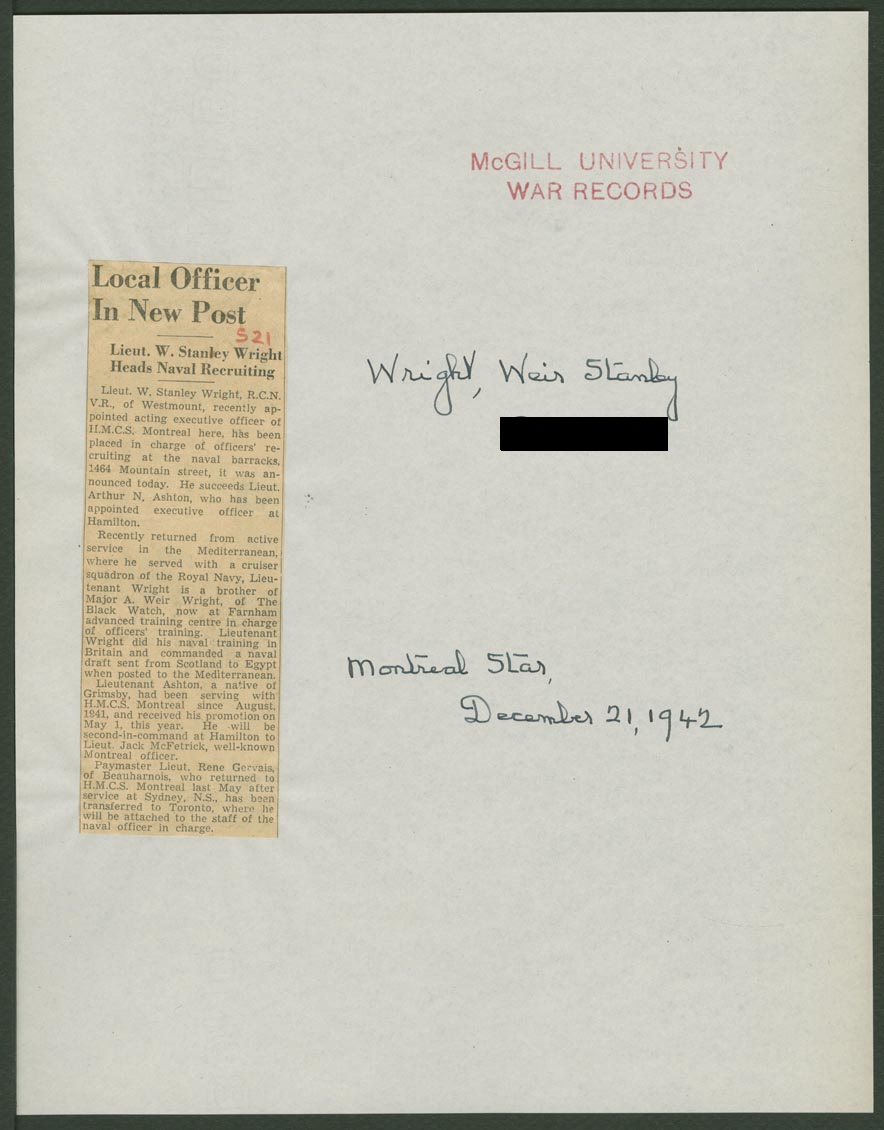 McGILL UNIVERSITY
WAR RECORDS
Local Officer
In New Post
S21
Lieut. W. Stanley Wright
Heads Naval Recruiting
Lieut. W. Stanley Wright, R.C.N.
V.R., of Westmount, recently ap-
pointed acting executive officer of
H.M.C.S. Montreal here, has been
placed in charge of officers' re-
cruiting at the naval barracks,
1464 Mountain street, it was an-
nounced today. He succeeds Lieut.
Arthur N. Ashton, who has been
appointed executive officer at
Hamilton.
Recently returned from active
service in the Mediterranean,
where he served with a cruiser
squadron of the Royal Navy, Lieu-
tenant Wright is a brother of
Major A. Weir Wright, of The
Black Watch, now at Farnham
advanced training centre in charge
of officers' training. Lieutenant
Wright did his naval training in
Britain and commanded a naval
draft sent from Scotland to Egypt
when posted to the Mediterranean.
Lieutenant Ashton, a native of
Grimsby, had been serving with
H.M.C.S. Montreal since August,
1941, and received his promotion on
May 1, this year. He will be
second-in-command at Hamilton to
Lieut. Jack McFetrick, well-known
Montreal officer.
Paymaster Lieut. Rene Gervais,
of Beauharnois, who returned to
H.M.C.S. Montreal last May after
service at Sydney, N.S., has been
transferred to Toronto, where he
will be attached to the staff of the
naval officer in charge.
Wright, Weir Stanley
Montreal Star,
December 21, 1942